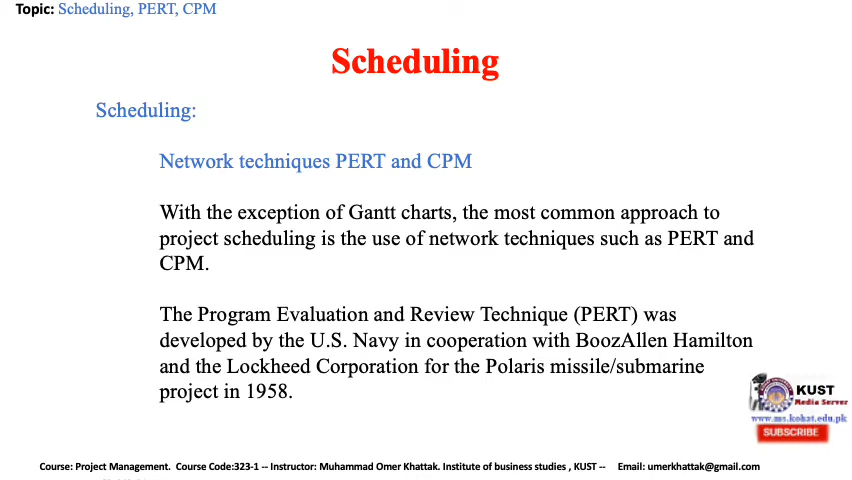 Topic: Scheduling, PERT, CPM
Scheduling
Scheduling:
Network techniques PERT and CPM
With the exception of Gantt charts, the most common approach to
project scheduling is the use of network techniques such as PERT and
CPM.
The Program Evaluation and Review Technique (PERT) was
developed by the U.S. Navy in cooperation with BoozAllen Hamilton
and the Lockheed Corporation for the Polaris missile/submarine
project in 1958.
KUST
Media Server
www.ms.kohat.edu.pk
SUBSCRIBE
Course: Project Management. Course Code:323-1 -- Instructor: Muhammad Omer Khattak. Institute of business studies , KUST -- Email: umerkhattak@gmail.com